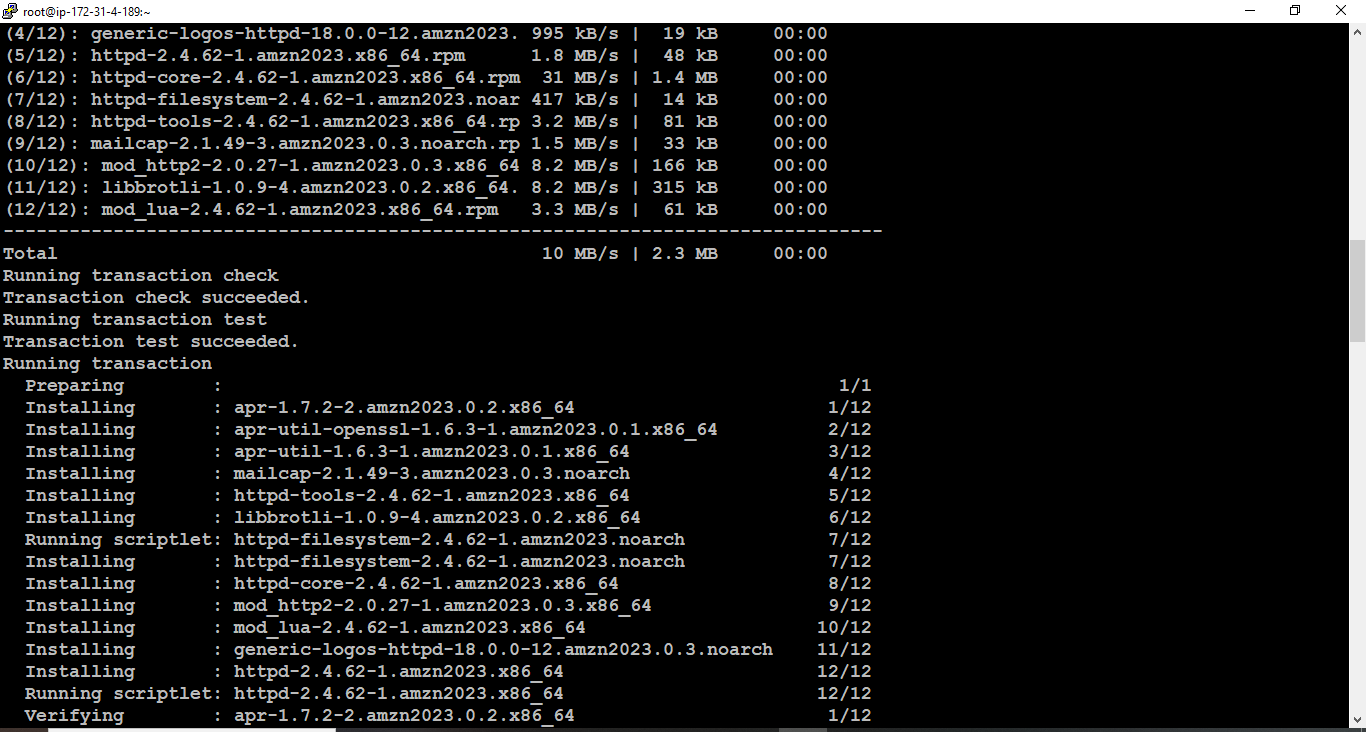 root@ip-172-31-4-189:~
(4/12): generic-logos-httpd-18.0.0-12.amzn2023. 995 kB/s |  19 kB     00:00
(5/12): httpd-2.4.62-1.amzn2023.x86_64.rpm      1.8 MB/s |  48 kB     00:00
(6/12): httpd-core-2.4.62-1.amzn2023.x86_64.rpm  31 MB/s | 1.4 MB     00:00
(7/12): httpd-filesystem-2.4.62-1.amzn2023.noar 417 kB/s |  14 kB     00:00
(8/12): httpd-tools-2.4.62-1.amzn2023.x86_64.rp 3.2 MB/s |  81 kB     00:00
(9/12): mailcap-2.1.49-3.amzn2023.0.3.noarch.rp 1.5 MB/s |  33 kB     00:00
(10/12): mod_http2-2.0.27-1.amzn2023.0.3.x86_64 8.2 MB/s | 166 kB     00:00
(11/12): libbrotli-1.0.9-4.amzn2023.0.2.x86_64. 8.2 MB/s | 315 kB     00:00
(12/12): mod_lua-2.4.62-1.amzn2023.x86_64.rpm   3.3 MB/s |  61 kB     00:00
--------------------------------------------------------------------------------
Total                                            10 MB/s | 2.3 MB     00:00
Running transaction check
Transaction check succeeded.
Running transaction test
Transaction test succeeded.
Running transaction
  Preparing        :                                                        1/1
  Installing       : apr-1.7.2-2.amzn2023.0.2.x86_64                       1/12
  Installing       : apr-util-openssl-1.6.3-1.amzn2023.0.1.x86_64          2/12
  Installing       : apr-util-1.6.3-1.amzn2023.0.1.x86_64                  3/12
  Installing       : mailcap-2.1.49-3.amzn2023.0.3.noarch                  4/12
  Installing       : httpd-tools-2.4.62-1.amzn2023.x86_64                  5/12
  Installing       : libbrotli-1.0.9-4.amzn2023.0.2.x86_64                 6/12
  Running scriptlet: httpd-filesystem-2.4.62-1.amzn2023.noarch             7/12
  Installing       : httpd-filesystem-2.4.62-1.amzn2023.noarch             7/12
  Installing       : httpd-core-2.4.62-1.amzn2023.x86_64                   8/12
  Installing       : mod_http2-2.0.27-1.amzn2023.0.3.x86_64                9/12
  Installing       : mod_lua-2.4.62-1.amzn2023.x86_64                     10/12
  Installing       : generic-logos-httpd-18.0.0-12.amzn2023.0.3.noarch    11/12
  Installing       : httpd-2.4.62-1.amzn2023.x86_64                       12/12
  Running scriptlet: httpd-2.4.62-1.amzn2023.x86_64                       12/12
  Verifying        : apr-1.7.2-2.amzn2023.0.2.x86_64                       1/12